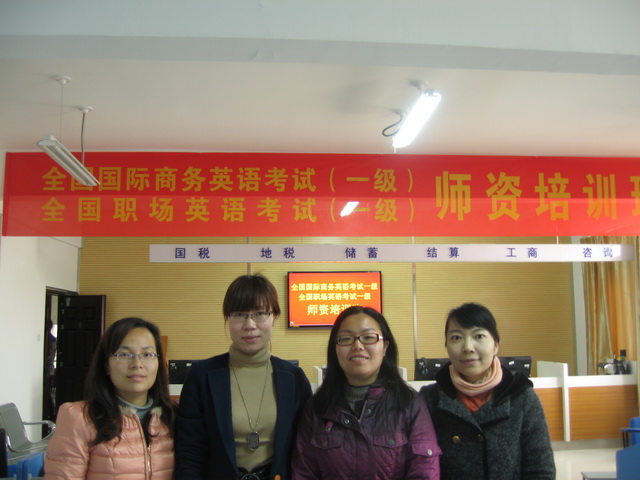 全国国际商务英语考试（一级）
全国职场英语考试（一级）
师资培训
国税 地税 储蓄 结算 工商 咨询
全国国际商务英语考试一级
全国职场英语考试一级
师资培训